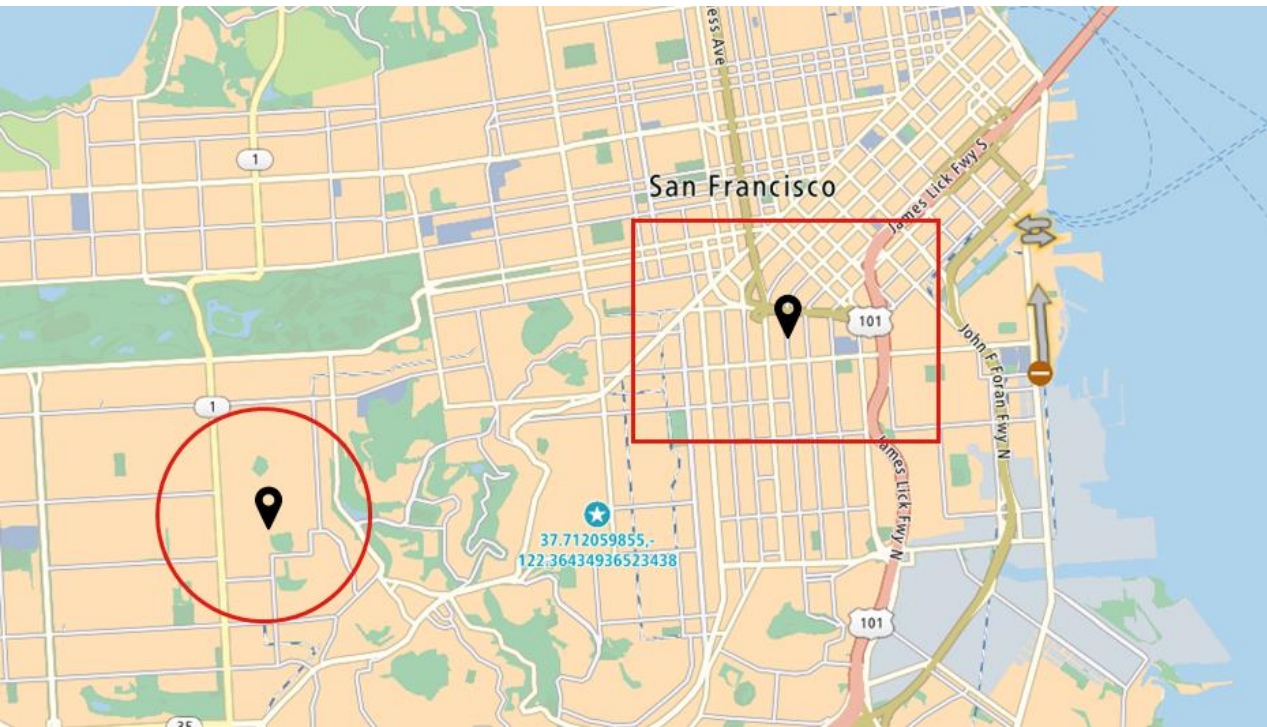 ess Ave
1
San Francisco
James Lick Fwy S
101
John F Foran Fwy N
1
James Lick Fwy N
37.712059855,-
122.36434936523438
101
35